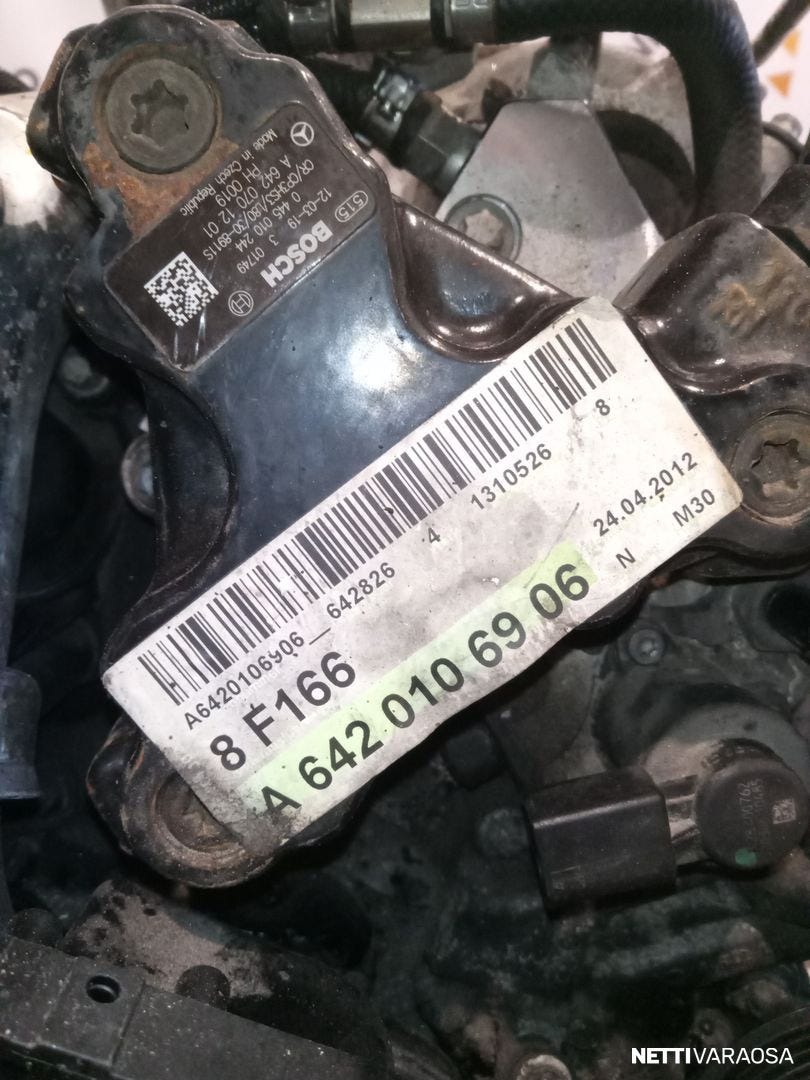 Made in Czech Republic
PH 0019
A 642 070 12 01
CR/CP3HS3/L80/30-8911S
0 445 010 244
12-03-19 3 01749
515 BOSCH
A6420106906 642826 4 1310526 8
8 F166 24.04.2012
A 642 010 69 06 N M30
NETTIVARAOSA